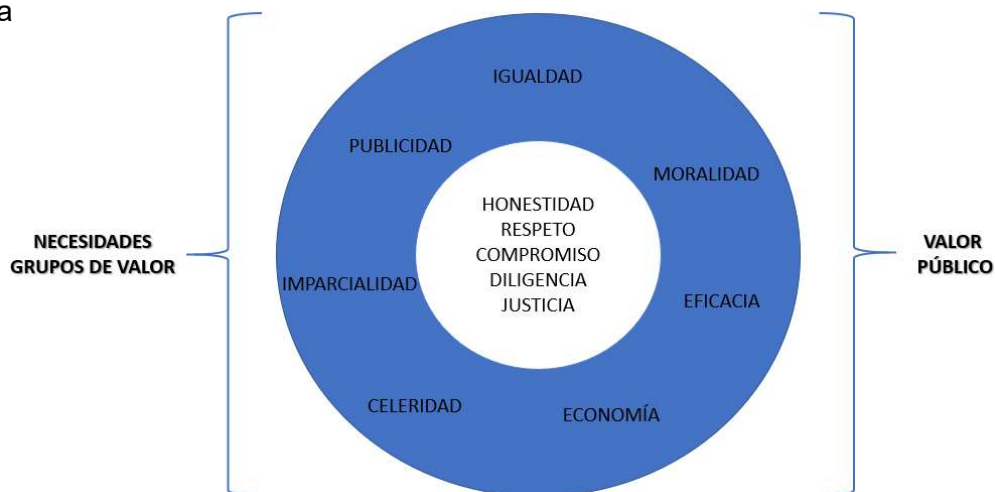 a
IGUALDAD
PUBLICIDAD
MORALIDAD
HONESTIDAD
RESPETO
COMPROMISO
DILIGENCIA
JUSTICIA
NECESIDADES
GRUPOS DE VALOR
VALOR
PÚBLICO
IMPARCIALIDAD
EFICACIA
CELERIDAD
ECONOMÍA